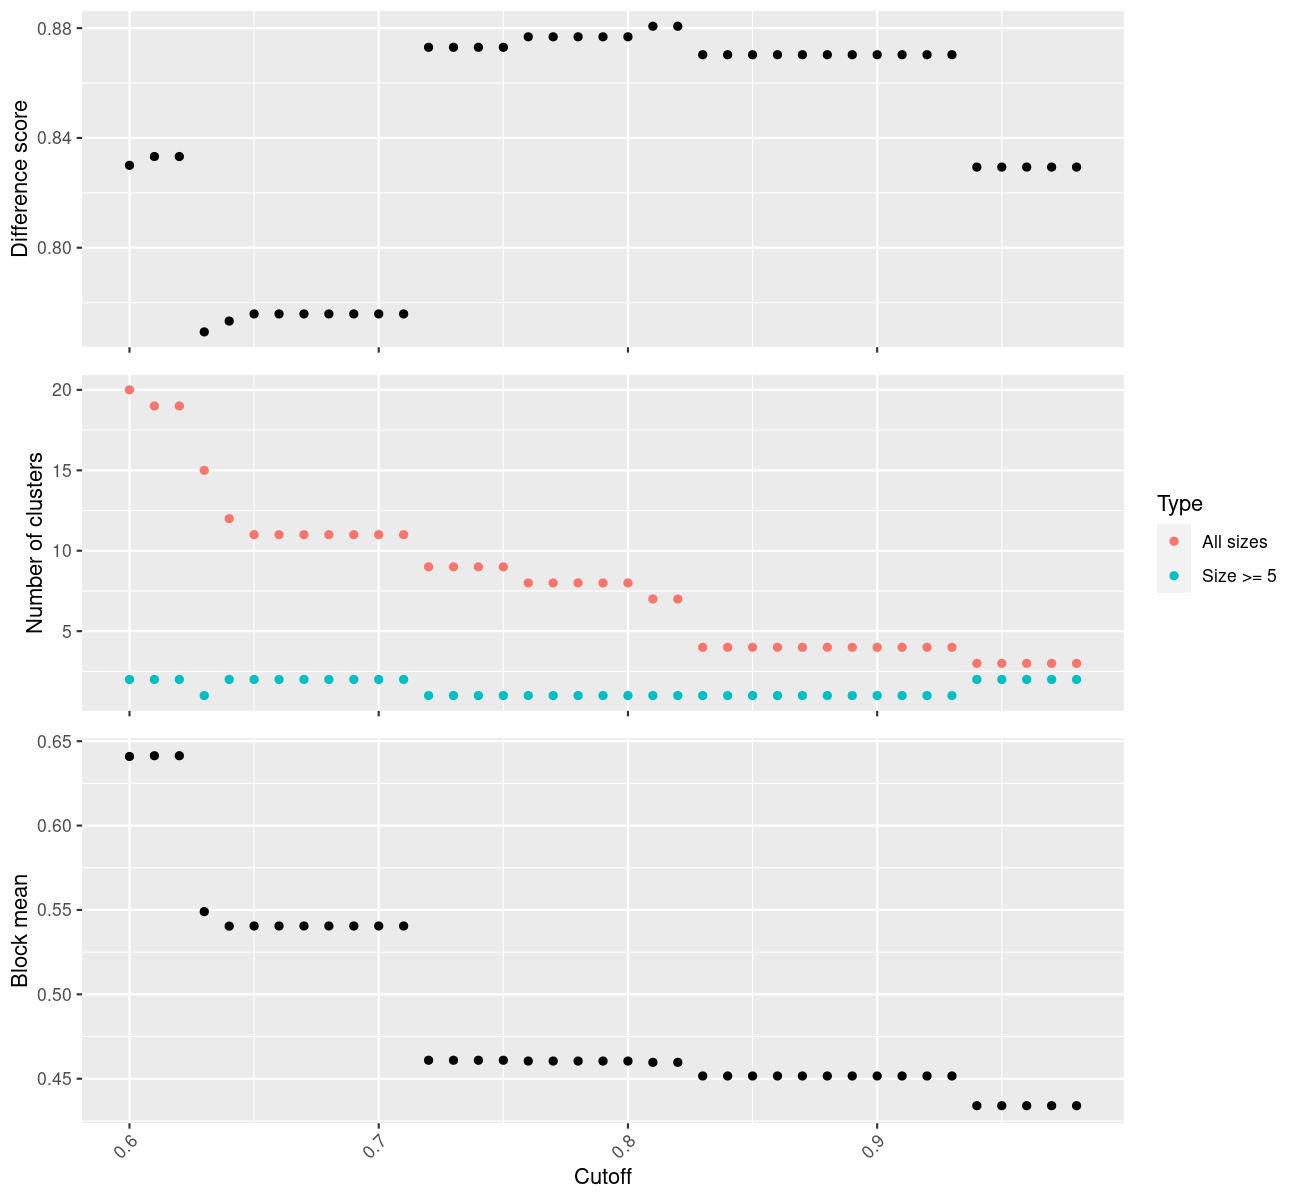 Difference score
0.88
0.84
0.80
Number of clusters
20
15
10
5
Type
All sizes
Size >= 5
Block mean
0.65
0.60
0.55
0.50
0.45
0.6
0.7
0.8
0.9
Cutoff